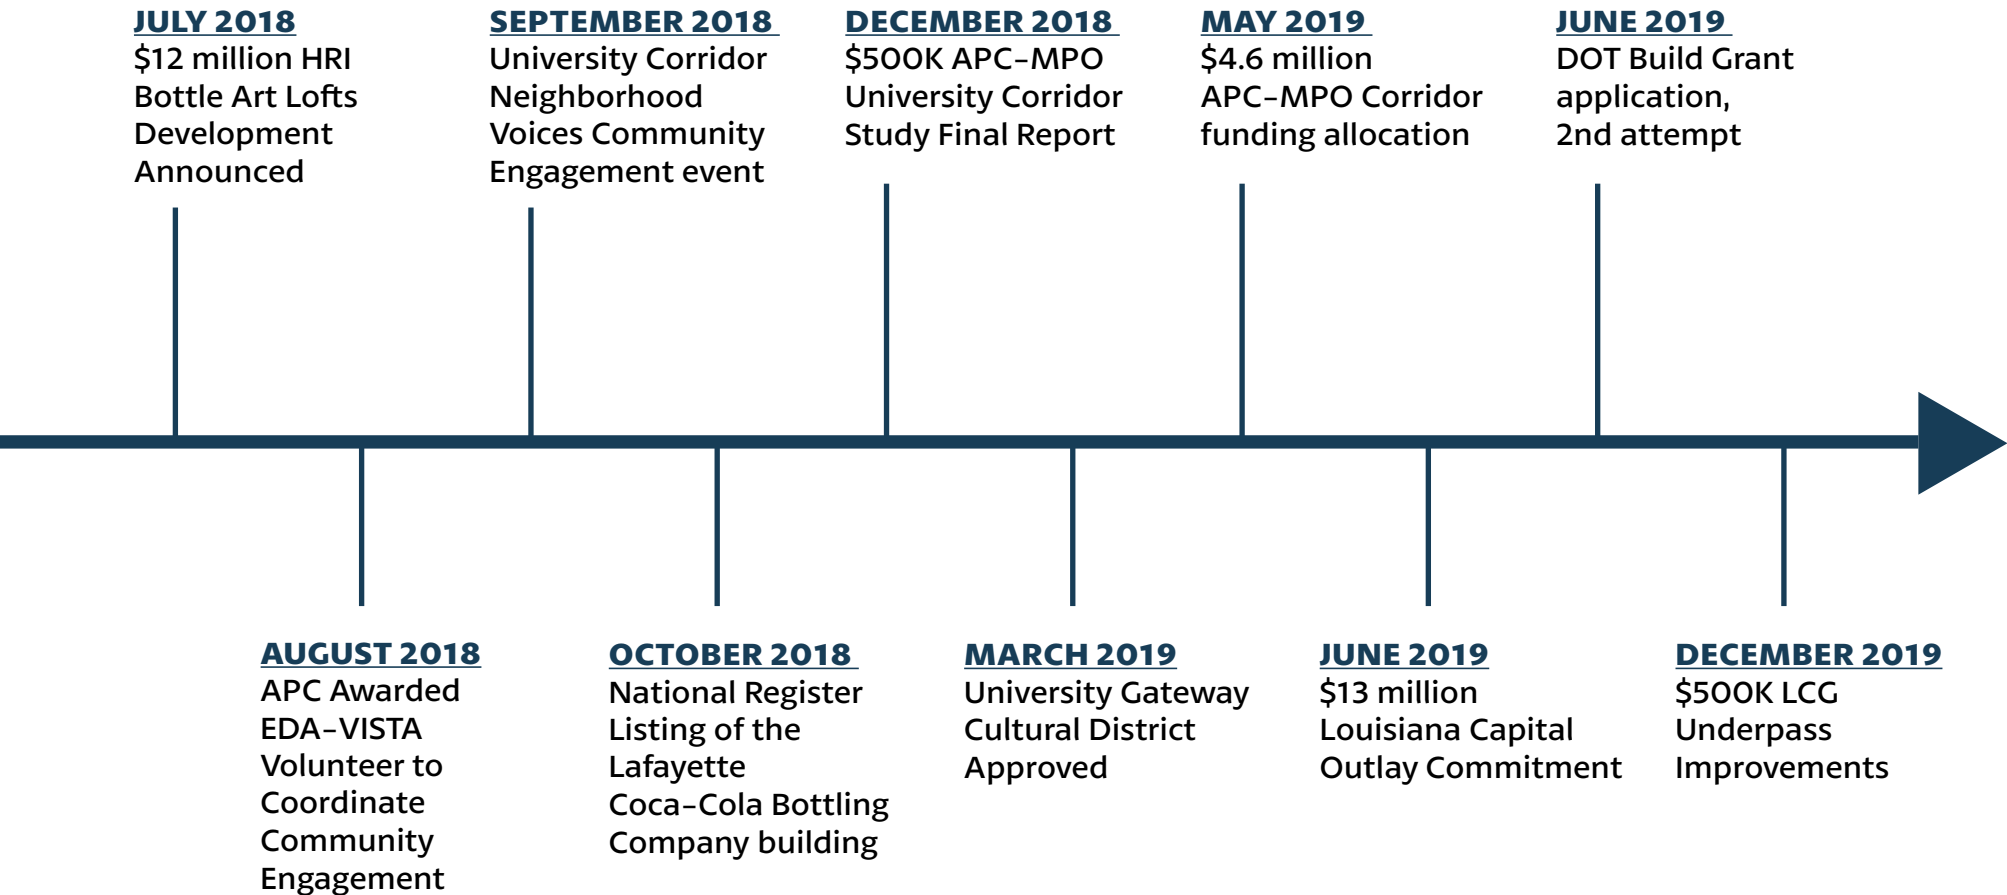 JULY 2018
$12 million HRI
Bottle Art Lofts
Development
Announced
SEPTEMBER 2018
University Corridor
Neighborhood
Voices Community
Engagement event
DECEMBER 2018
$500K APC-MPO
University Corridor
Study Final Report
MAY 2019
$4.6 million
APC-MPO Corridor
funding allocation
JUNE 2019
DOT Build Grant
application,
2nd attempt
AUGUST 2018
APC Awarded
EDA-VISTA
Volunteer to
Coordinate
Community
Engagement
OCTOBER 2018
National Register
Listing of the
Lafayette
Coca-Cola Bottling
Company building
MARCH 2019
University Gateway
Cultural District
Approved
JUNE 2019
$13 million
Louisiana Capital
Outlay Commitment
DECEMBER 2019
$500K LCG
Underpass
Improvements